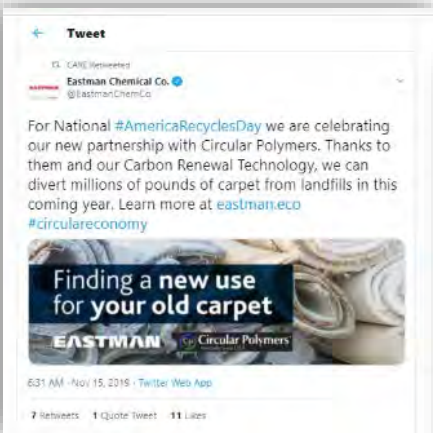 ← Tweet
CARE Retweeted
Eastman Chemical Co.
EASTMAN @EastmanChemCo
For National #AmericaRecyclesDay we are celebrating
our new partnership with Circular Polymers. Thanks to
them and our Carbon Renewal Technology, we can
divert millions of pounds of carpet from landfills in this
coming year. Learn more at eastman.eco
#circulareconomy
Finding a new use
for your old carpet
EASTMAN Circular Polymers
6:31 AM · Nov 15, 2019 · Twitter Web App
7 Retweets 1 Quote Tweet 11 Likes